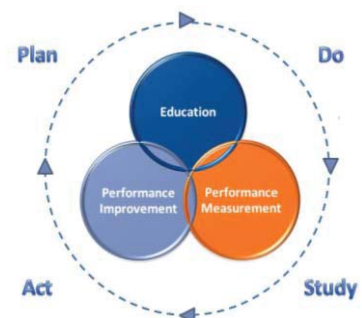 Plan
Do
Education
Performance
Improvement
Performance
Measurement
Act
Study